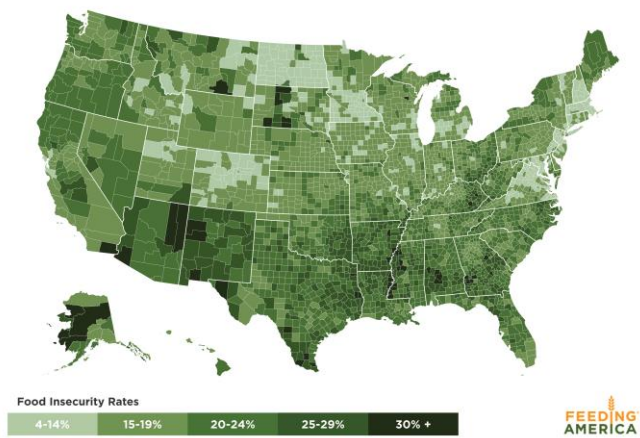 Food Insecurity Rates
4-14% 15-19% 20-24% 25-29% 30% +
FEEDING
AMERICA